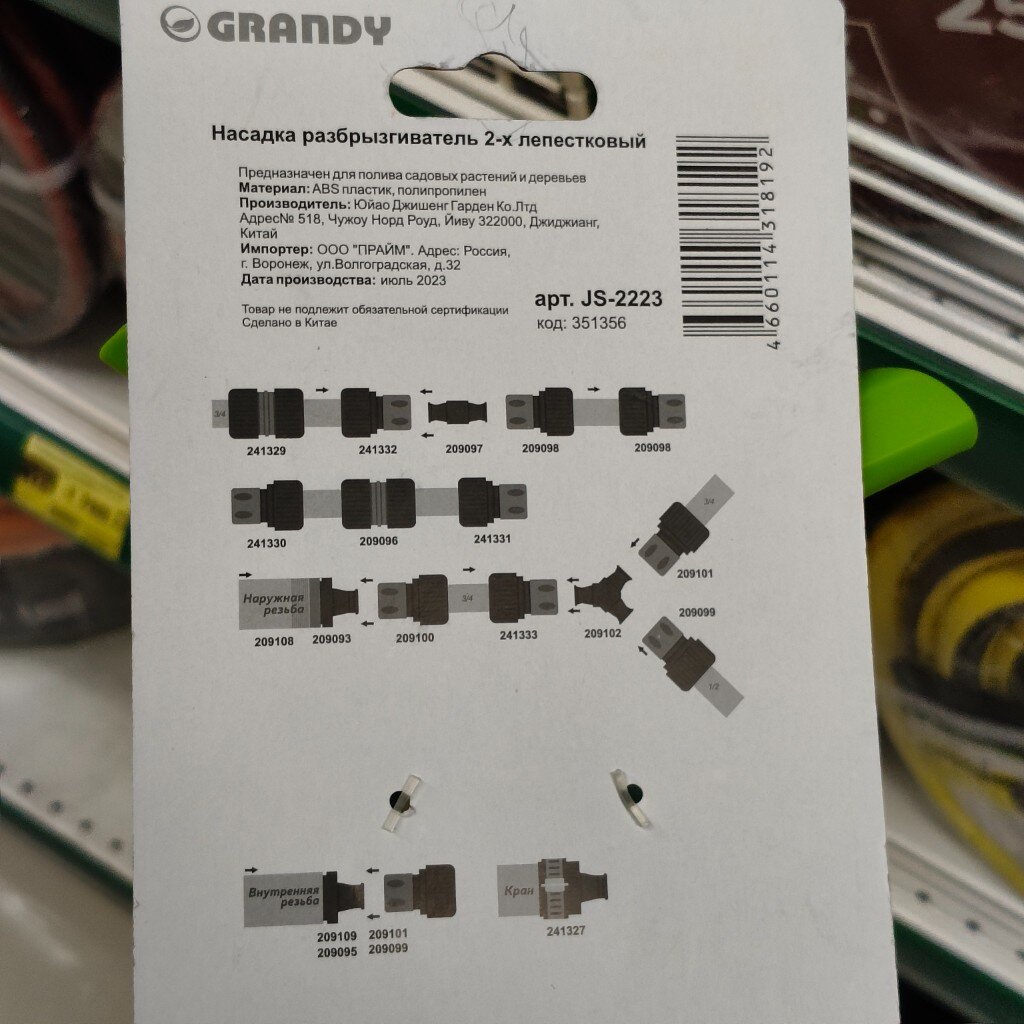 GRANDY
Насадка разбрызгиватель 2-х лепестковый
Предназначен для полива садовых растений и деревьев
Материал: ABS пластик, полипропилен
Производитель: Юйао Джишенг Гарден Ко.Лтд
Адрес№ 518, Чужоу Норд Роуд, Йиву 322000, Джиджианг,
Китай
Импортер: ООО "ПРАЙМ". Адрес: Россия,
г. Воронеж, ул.Волгоградская, д.32
Дата производства: июль 2023
Товар не подлежит обязательной сертификации
Сделано в Китае
арт. JS-2223
код: 351356
4 660114 318192
3/4
241329 241332 209097 209098 209098
241330 209096 241331
3/4
209101
Наружная
резьба
3/4
209108 209093 209100 241333 209102
209099
1/2
Внутренняя
резьба
209109 209101
209095 209099
Кран
241327
25